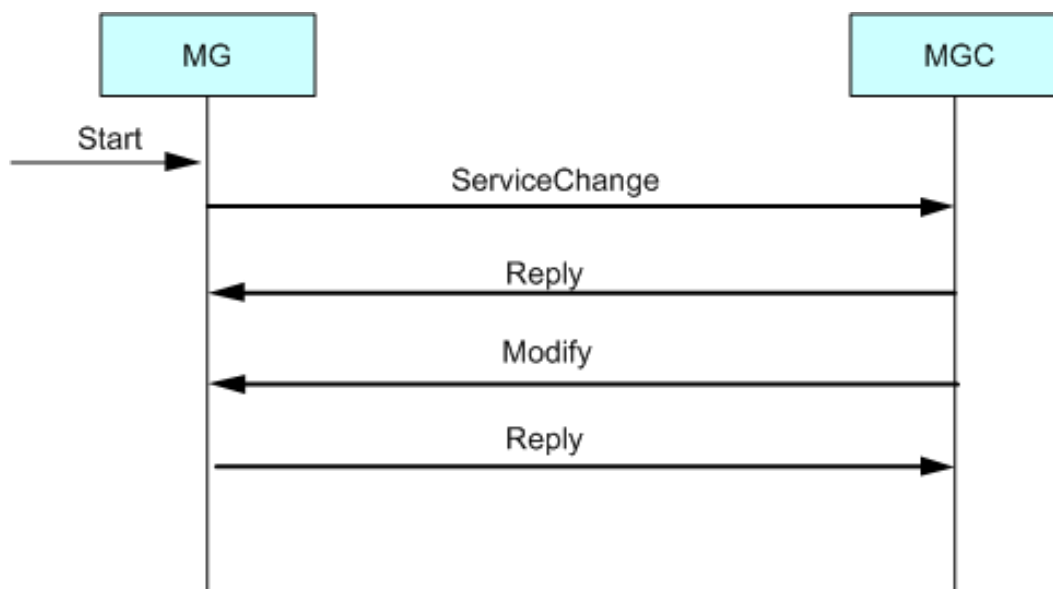 MG
MGC
Start
ServiceChange
Reply
Modify
Reply